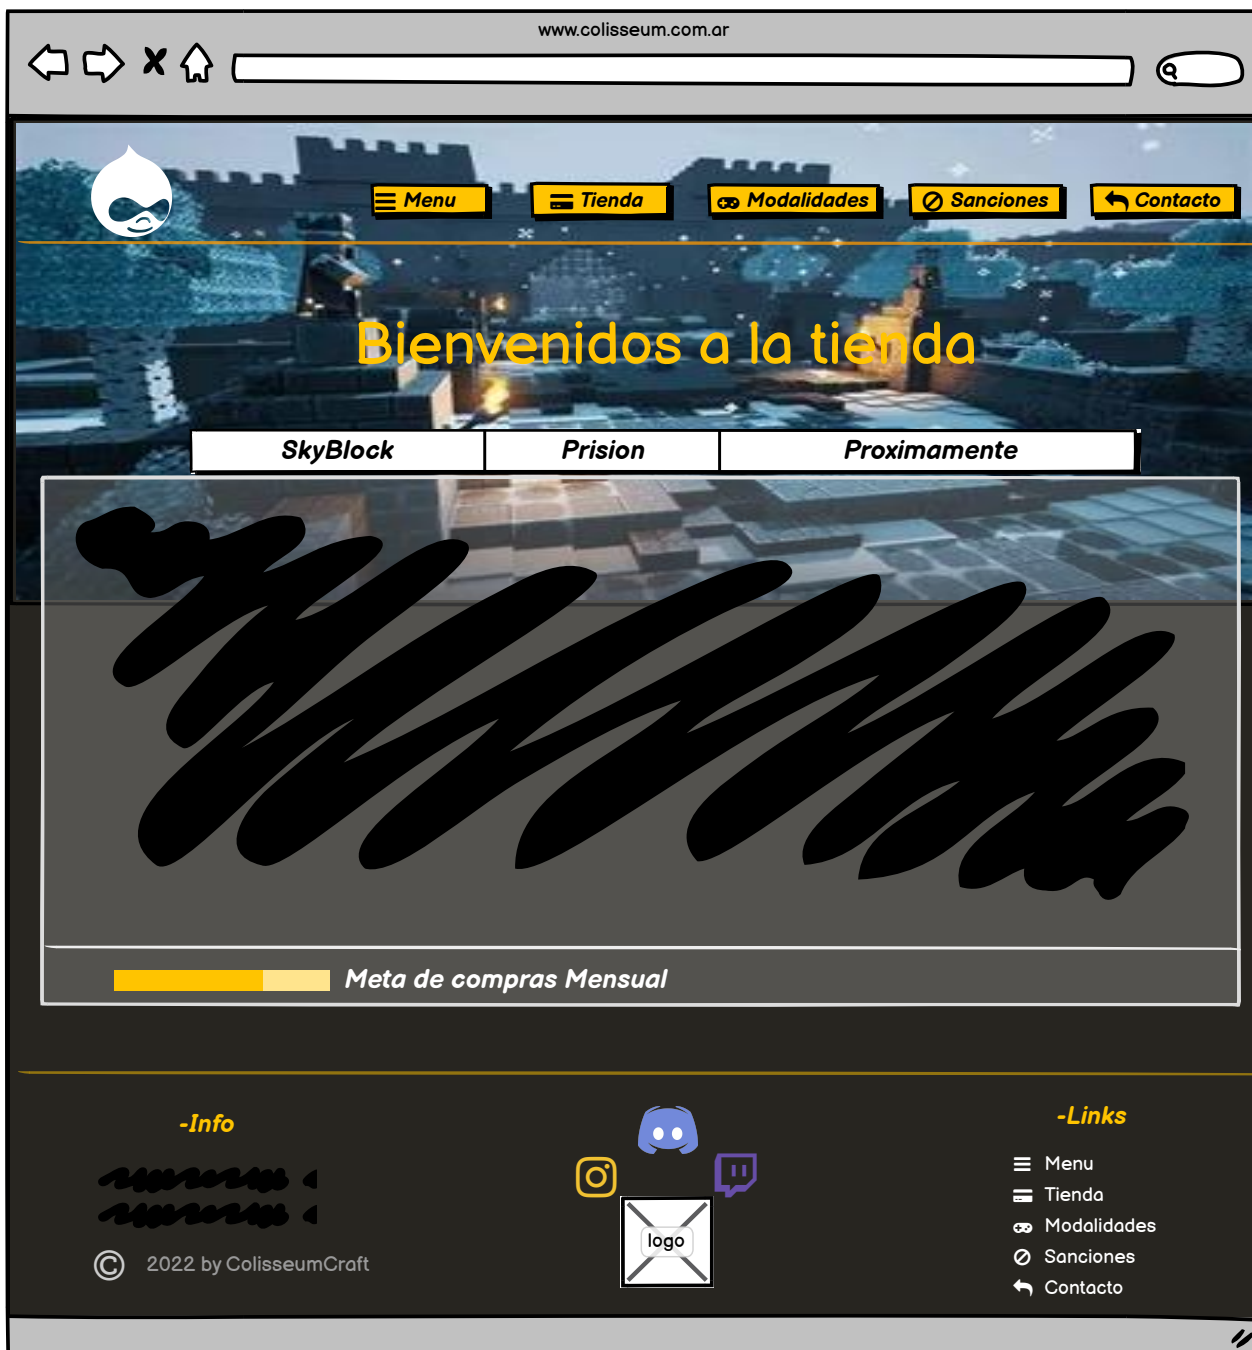 www.colisseum.com.ar
Menu Tienda Modalidades Sanciones Contacto
Bienvenidos a la tienda
SkyBlock Prision Proximamente
Meta de compras Mensual
-Info
© 2022 by ColisseumCraft
logo
-Links
Menu
Tienda
Modalidades
Sanciones
Contacto